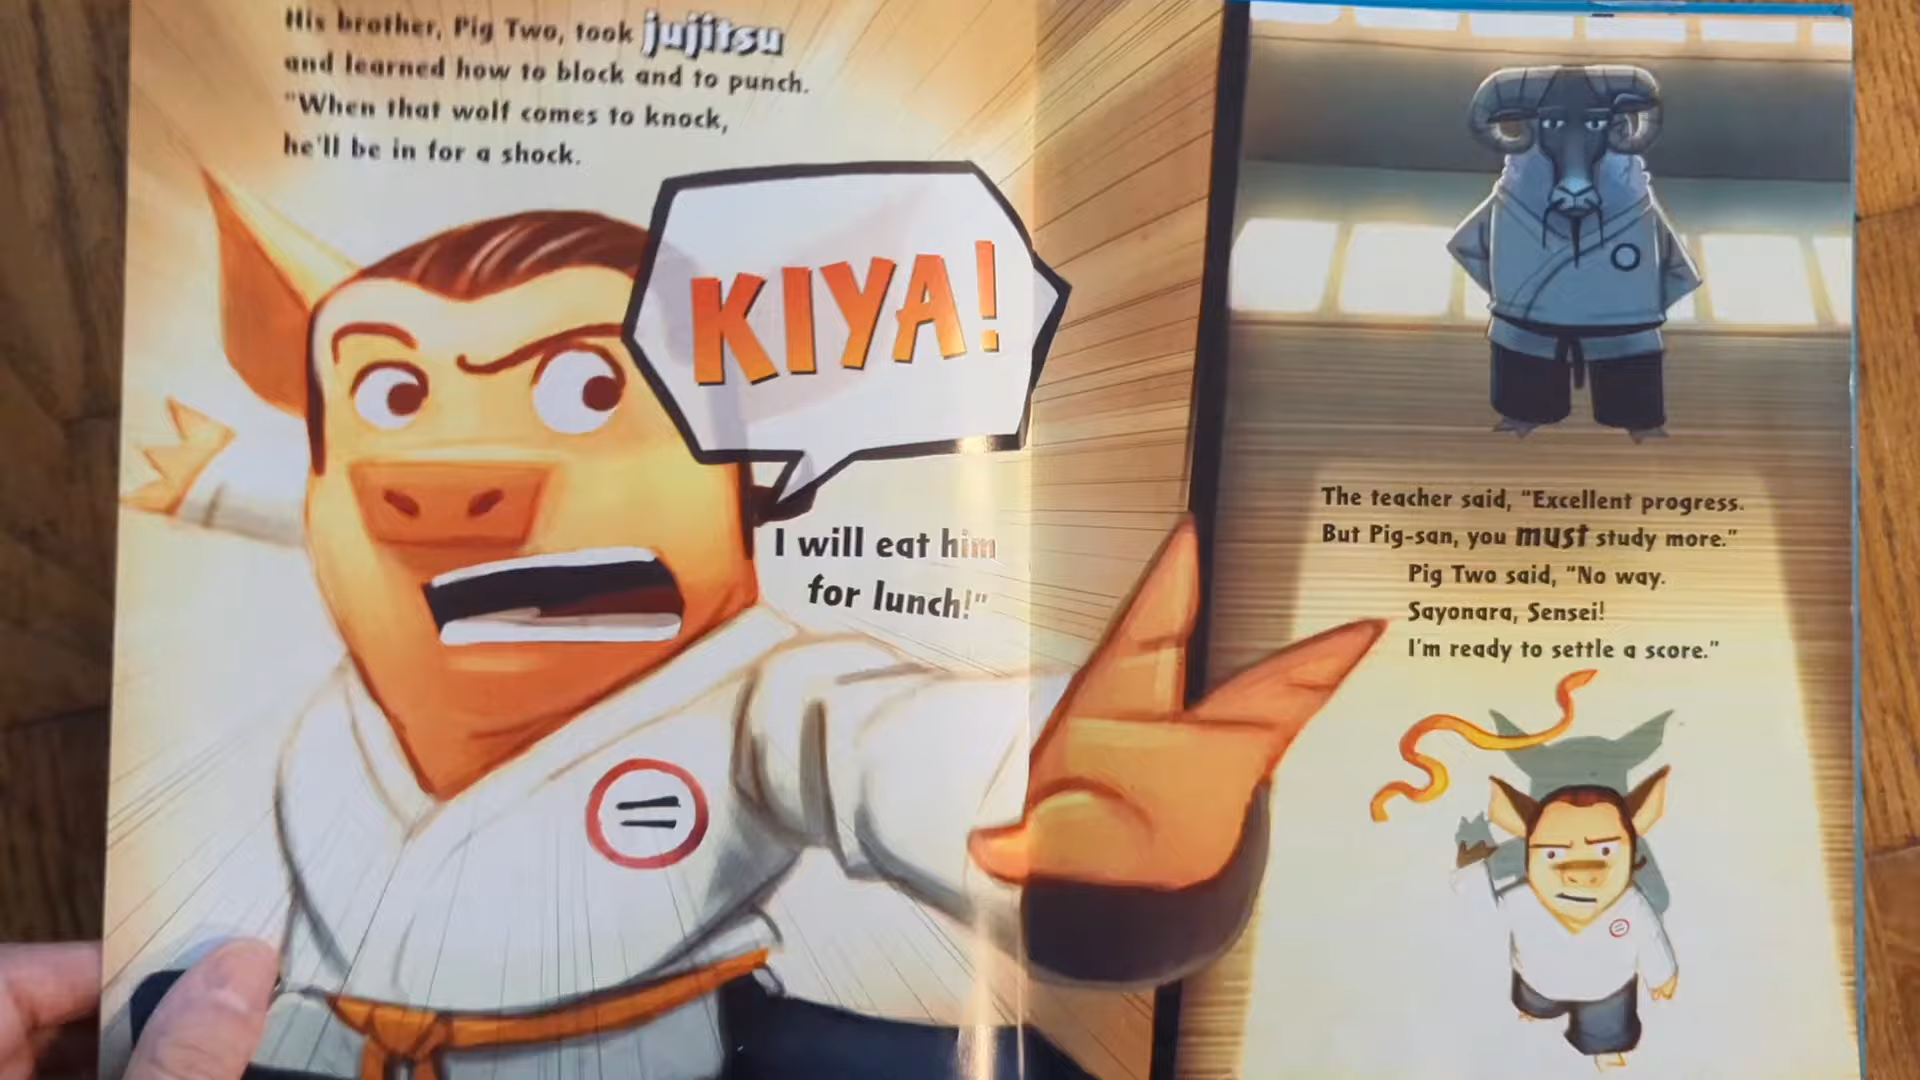 His brother, Pig Two, took jujitsu
and learned how to block and to punch.
"When that wolf comes to knock,
he'll be in for a shock.
KIYA!
I will eat him
for lunch!"
The teacher said, "Excellent progress.
But Pig-san, you must study more."
Pig Two said, "No way.
Sayonara, Sensei!
I'm ready to settle a score."